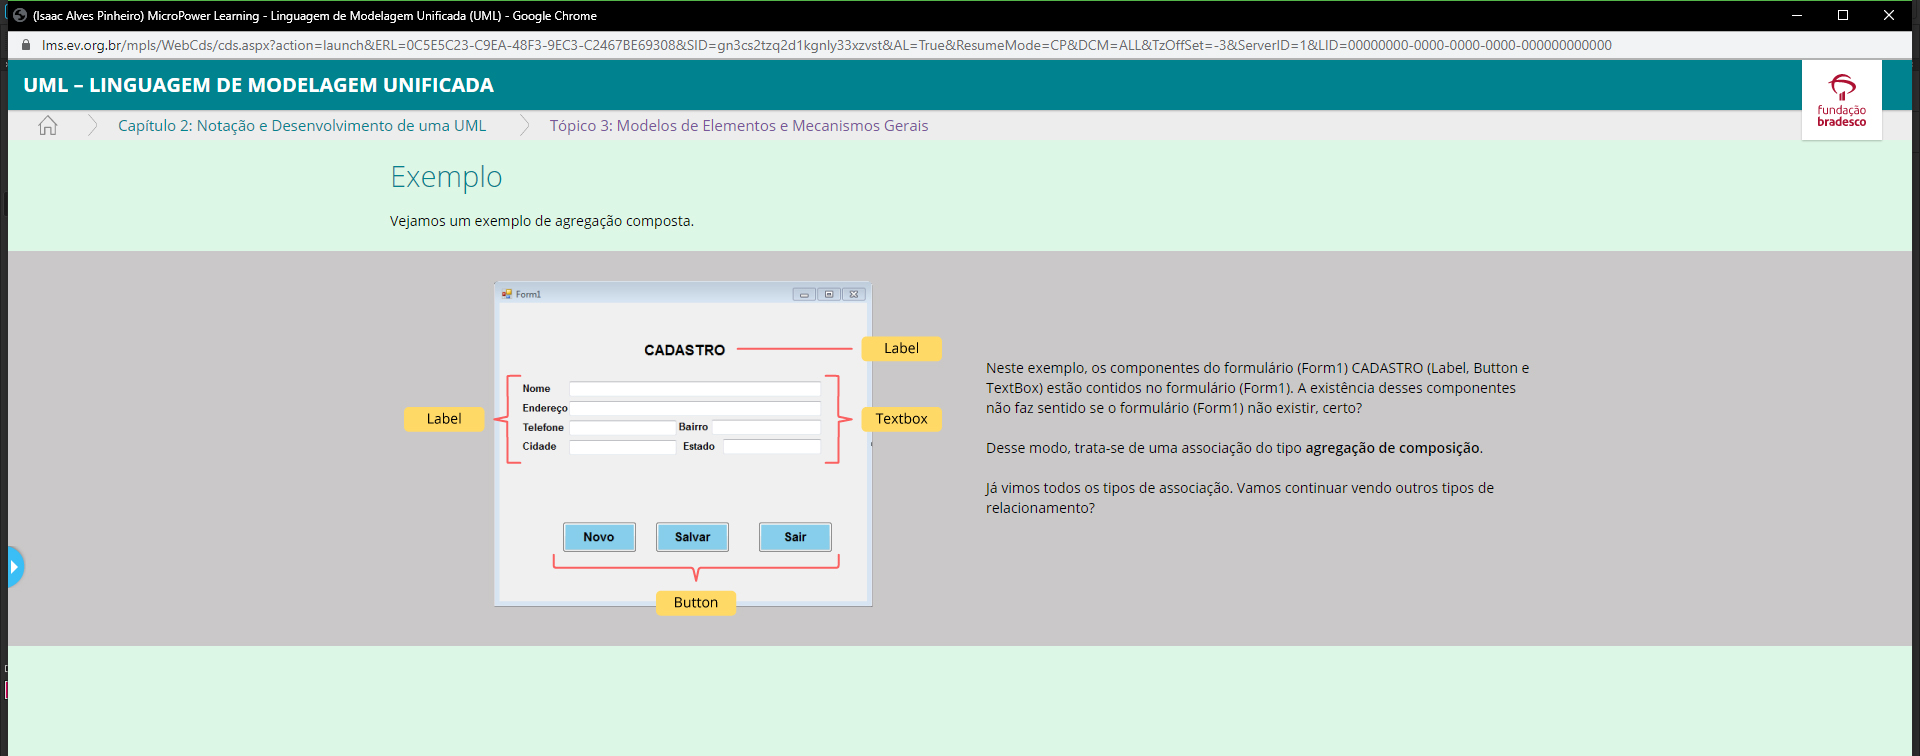 (Isaac Alves Pinheiro) MicroPower Learning - Linguagem de Modelagem Unificada (UML) - Google Chrome
lms.ev.org.br/mpls/WebCds/cds.aspx?action=launch&ERL=0C5E5C23-C9EA-48F3-9EC3-C2467BE69308&SID=gn3cs2tzq2d1kgnly33xzvst&AL=True&ResumeMode=CP&DCM=ALL&TzOffSet=-3&ServerID=1&LID=00000000-0000-0000-0000-000000000000
UML – LINGUAGEM DE MODELAGEM UNIFICADA
fundação
bradesco
Capítulo 2: Notação e Desenvolvimento de uma UML
Tópico 3: Modelos de Elementos e Mecanismos Gerais
Exemplo
Vejamos um exemplo de agregação composta.
Form1
CADASTRO
Label
Nome
Endereço
Telefone
Bairro
Cidade
Estado
Label
Textbox
Novo
Salvar
Sair
Button
Neste exemplo, os componentes do formulário (Form1) CADASTRO (Label, Button e
TextBox) estão contidos no formulário (Form1). A existência desses componentes
não faz sentido se o formulário (Form1) não existir, certo?
Desse modo, trata-se de uma associação do tipo agregação de composição.
Já vimos todos os tipos de associação. Vamos continuar vendo outros tipos de
relacionamento?